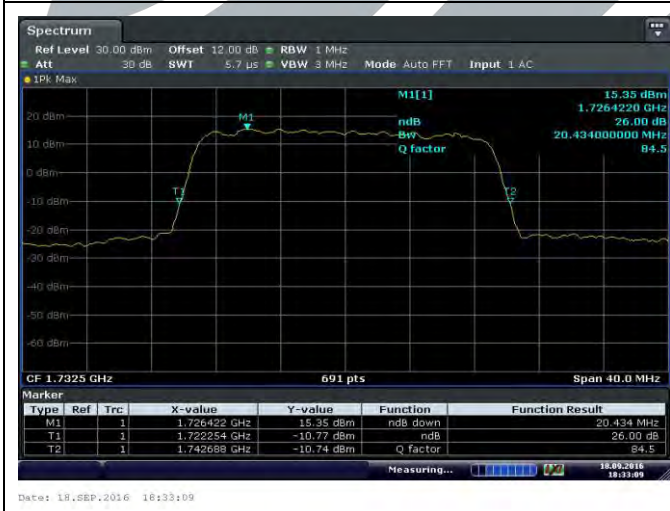 Spectrum
Ref Level 30.00 dBm Offset 12.00 dB RBW 1 MHz
Att 30 dB SWT 5.7 µs VBW 3 MHz Mode Auto FFT Input 1 AC
1Pk Max
M1[1] 15.35 dBm
1.7264220 GHz
ndB 26.00 dB
Bw 20.434000000 MHz
Q factor 84.5
20 dBm
M1
10 dBm
0 dBm
T1 T2
-10 dBm
-20 dBm
-30 dBm
-40 dBm
-50 dBm
-60 dBm
CF 1.7325 GHz 691 pts Span 40.0 MHz
Marker
Type Ref Trc X-value Y-value Function Function Result
M1 1 1.726422 GHz 15.35 dBm ndB down 20.434 MHz
T1 1 1.722254 GHz -10.77 dBm ndB 26.00 dB
T2 1 1.742688 GHz -10.74 dBm Q factor 84.5
Measuring... 18.09.2016
18:33:09
Date: 18.SEP.2016 18:33:09